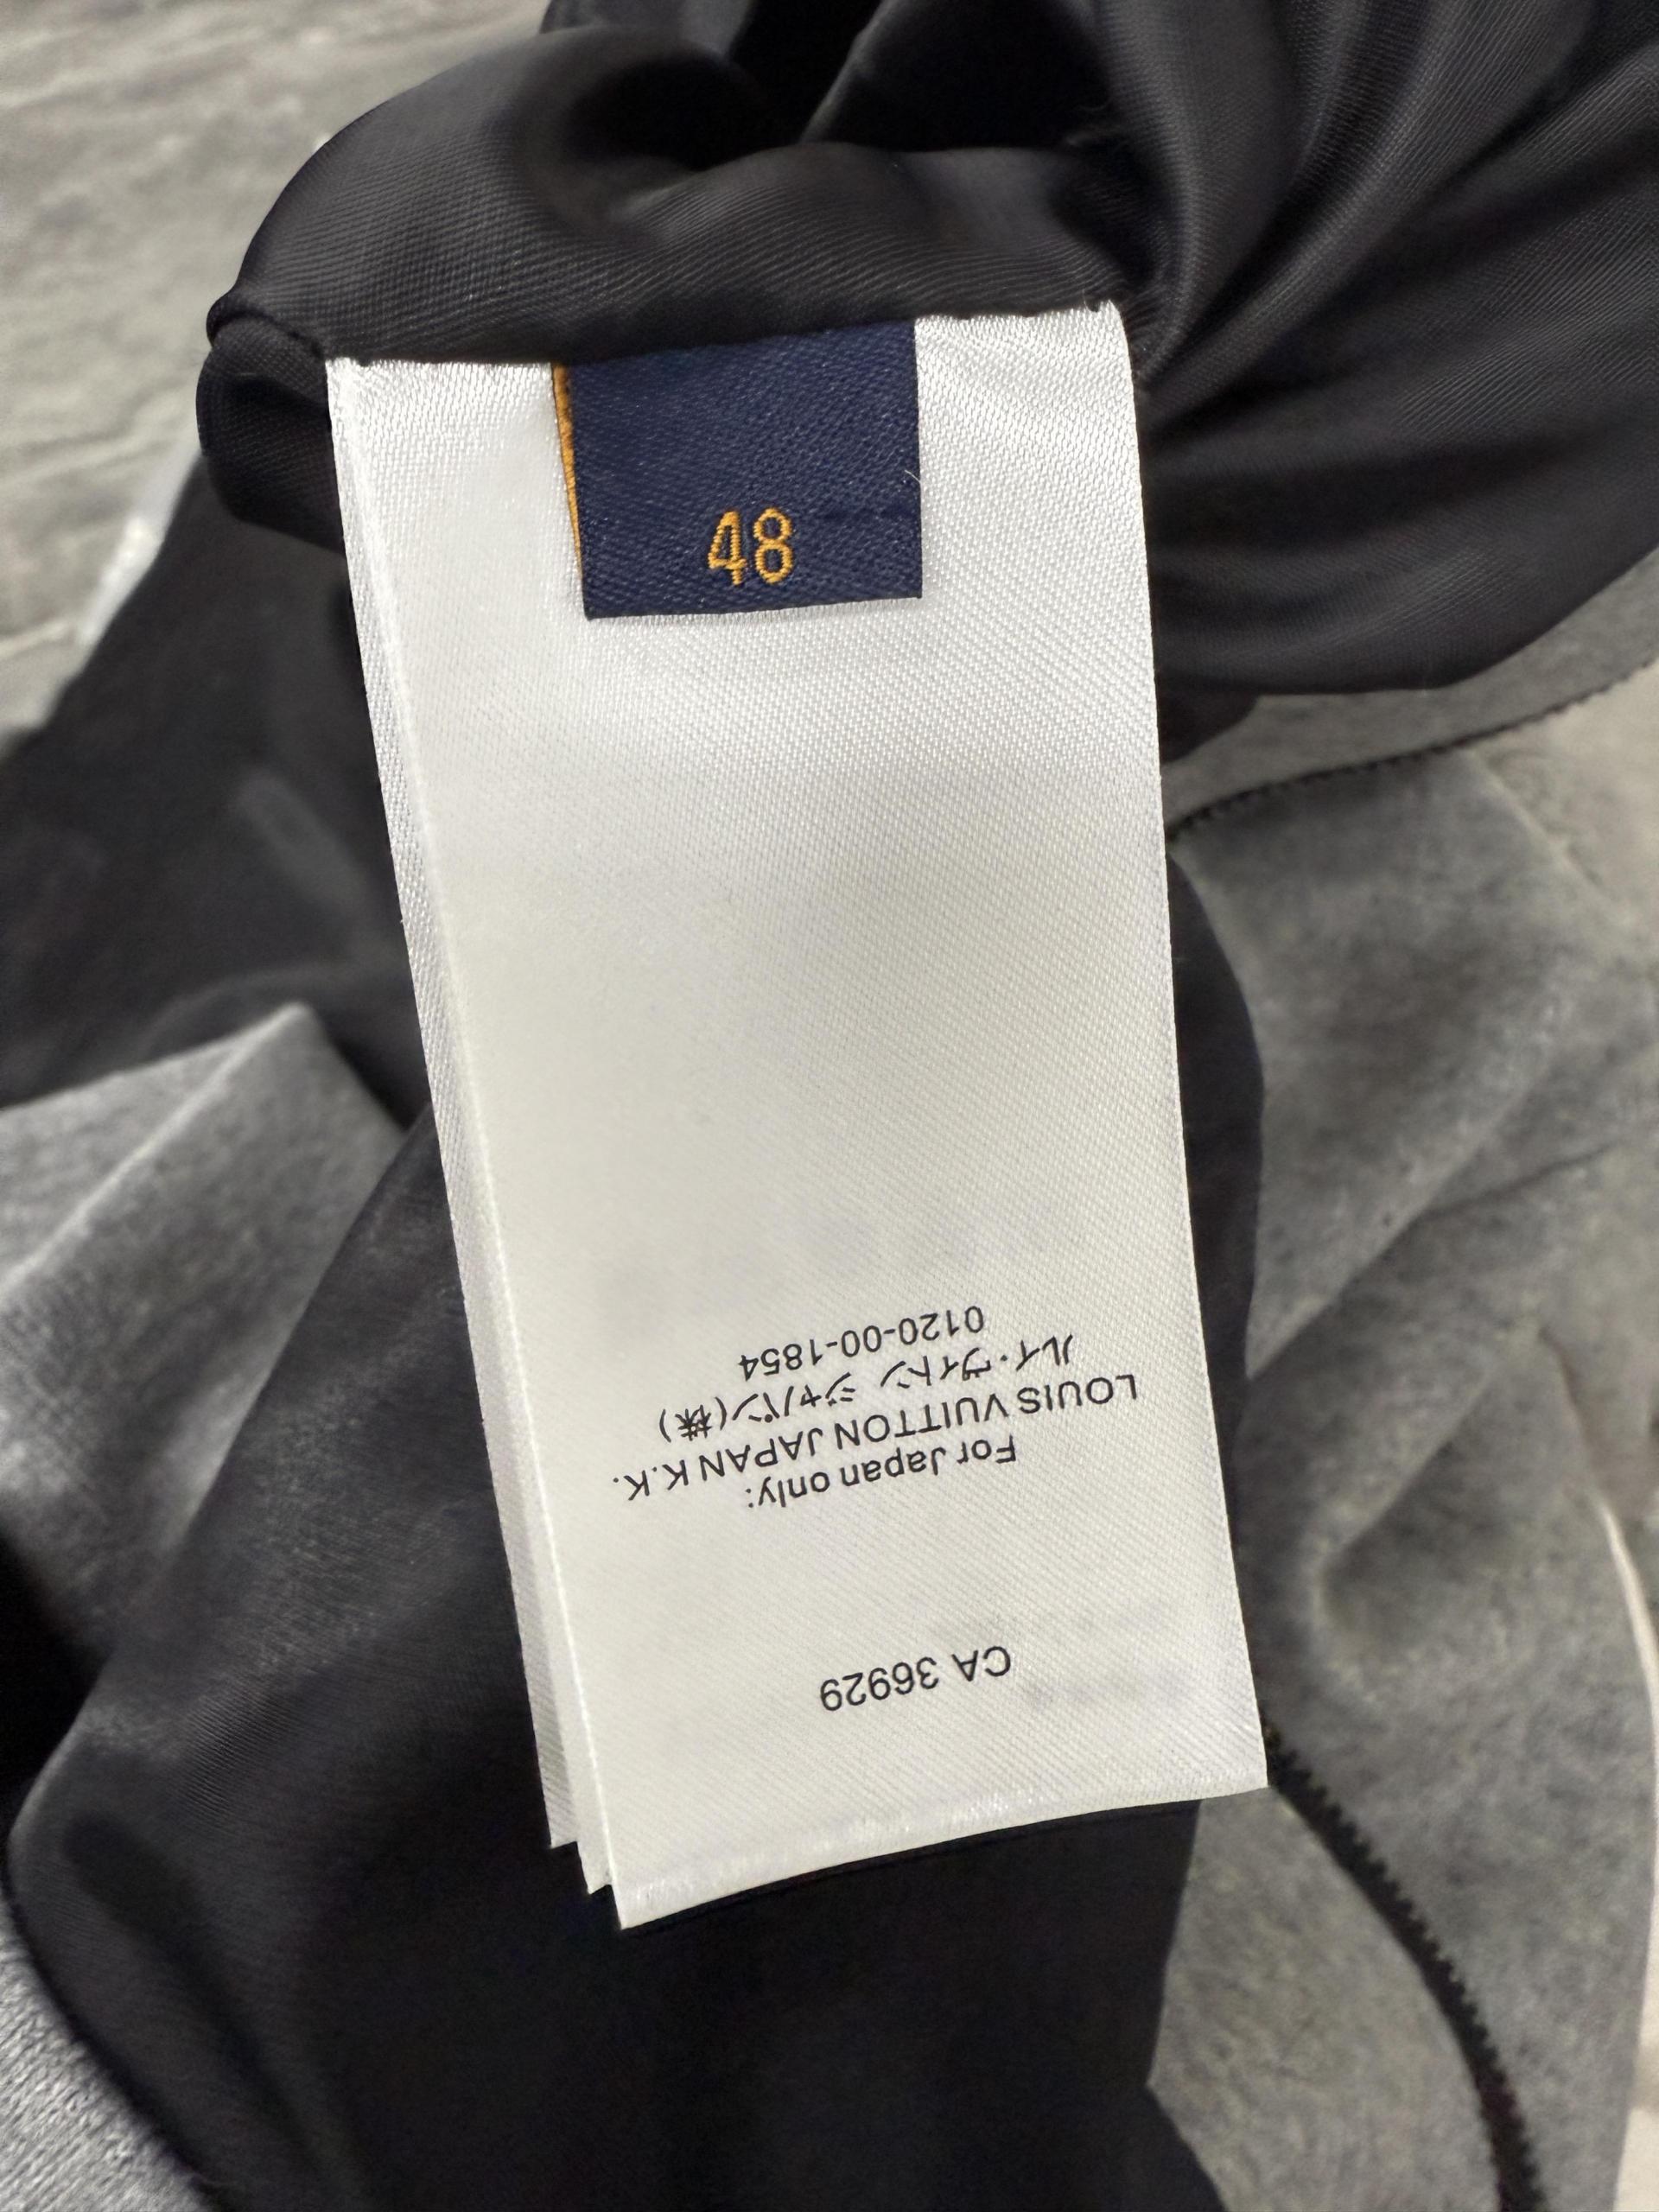 48
CA 36929
For Japan only:
LOUIS VUITTON JAPAN K.K.
ルイ・ヴィトン ジャパン(株)
0120-00-1854